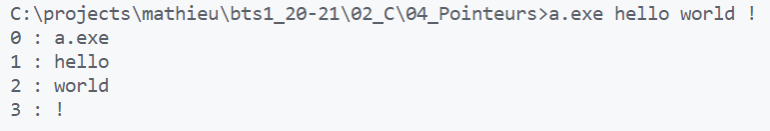 C:\projects\mathieu\bts1_20-21\02_C\04_Pointeurs>a.exe hello world !
0 : a.exe
1 : hello
2 : world
3 : !